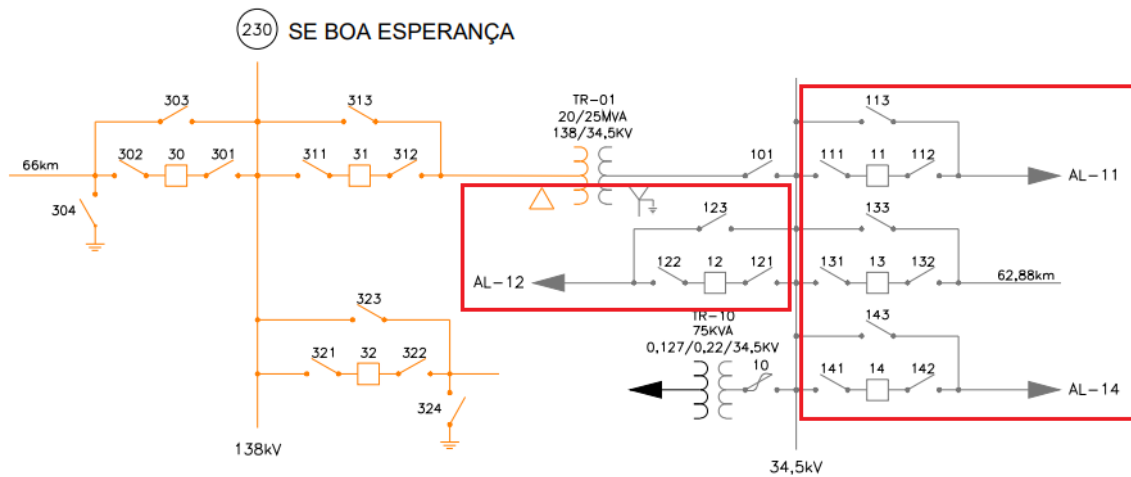 230 SE BOA ESPERANÇA
303
302 30 301
66km
304
313
311 31 312
TR-01
20/25MVA
138/34,5KV
101
113
111 11 112
AL-11
123
122 12 121
AL-12
133
131 13 132
62,88km
323
321 32 322
324
138kV
TR-10
75KVA
0,127/0,22/34,5KV
10
143
141 14 142
AL-14
34,5kV